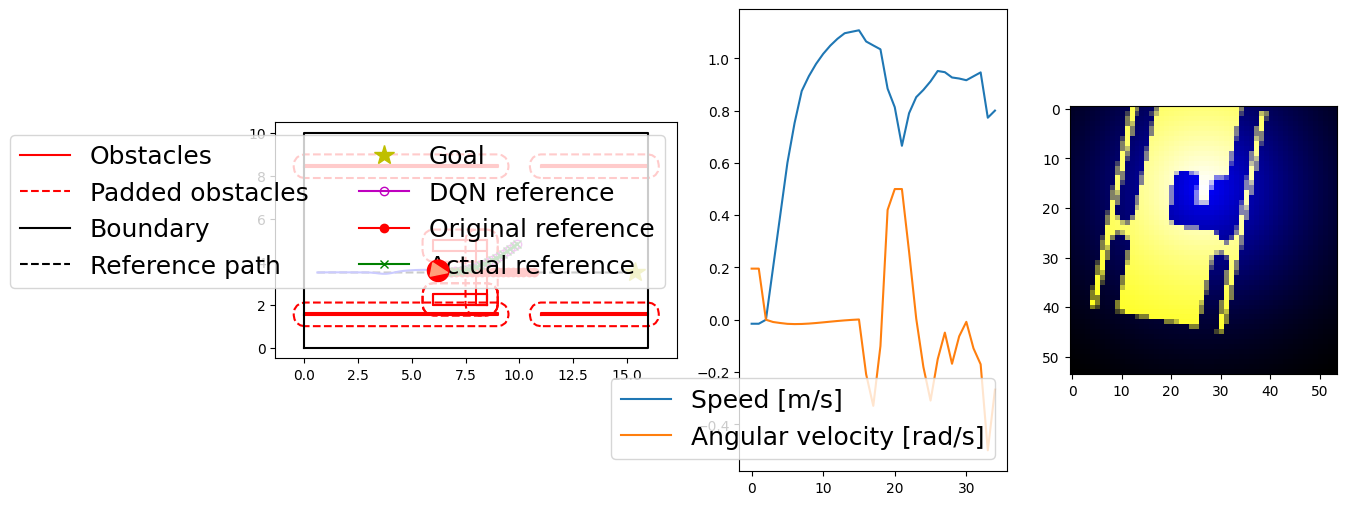 Obstacles
Padded obstacles
Boundary
Reference path
Goal
DQN reference
Original reference
Actual reference
10
8
6
4
2
0
0.0 2.5 5.0 7.5 10.0 12.5 15.0
1.0
0.8
0.6
0.4
0.2
0.0
−0.2
−0.4
0 10 20 30
Speed [m/s]
Angular velocity [rad/s]
0
10
20
30
40
50
0 10 20 30 40 50